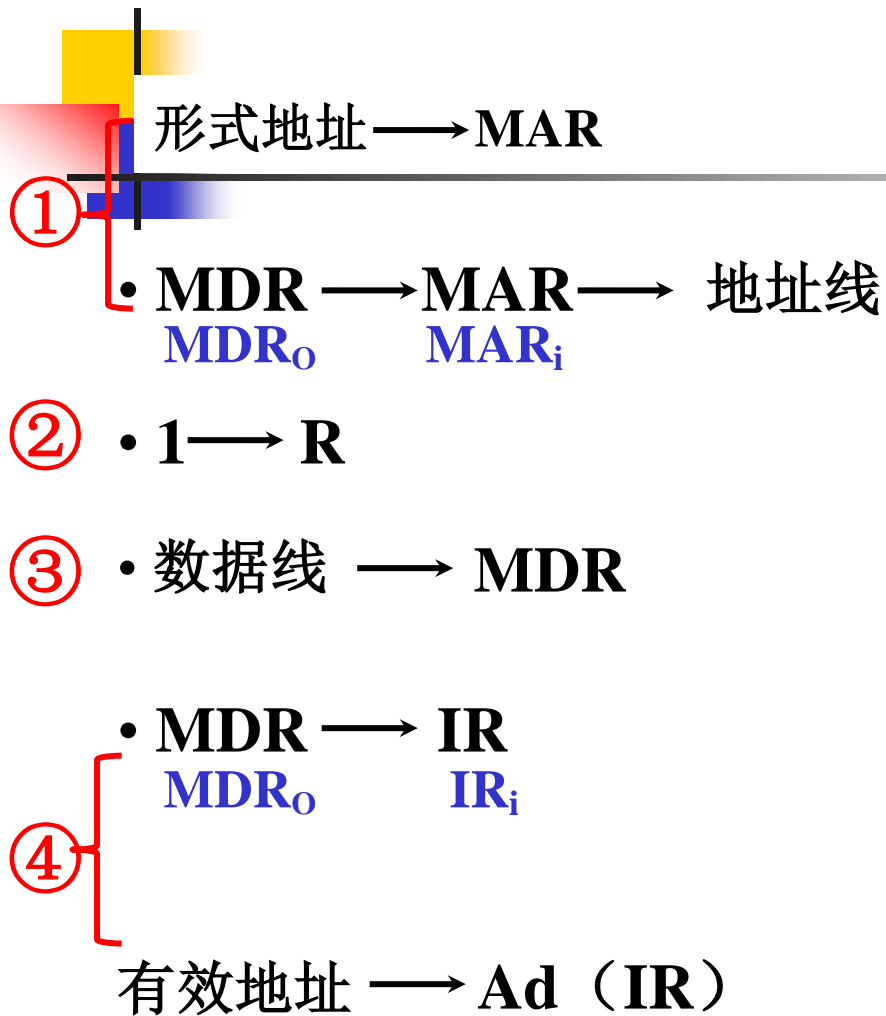 形式地址 → MAR
①
• MDR → MAR → 地址线
MDRO MARi
② • 1 → R
③ • 数据线 → MDR
• MDR → IR
MDRO IRi
④
有效地址 → Ad（IR）